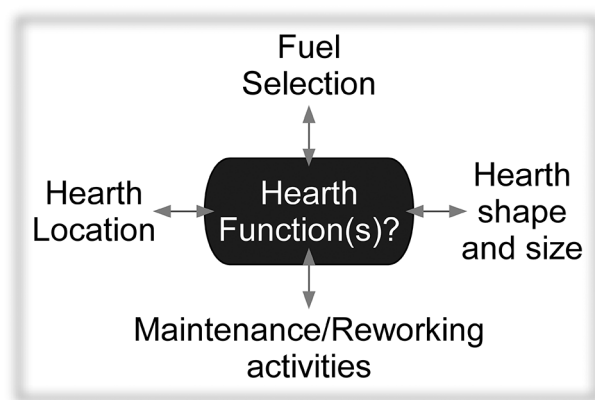 Fuel
Selection
Hearth
Location
Hearth
Function(s)?
Hearth
shape
and size
Maintenance/Reworking
activities